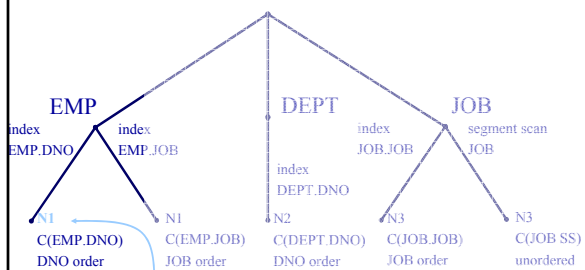 EMP DEPT JOB
index index index segment scan
EMP.DNO EMP.JOB JOB.JOB JOB
index
DEPT.DNO
N1 N1 N2 N3 N3
C(EMP.DNO) C(EMP.JOB) C(DEPT.DNO) C(JOB.JOB) C(JOB SS)
DNO order JOB order DNO order JOB order unordered